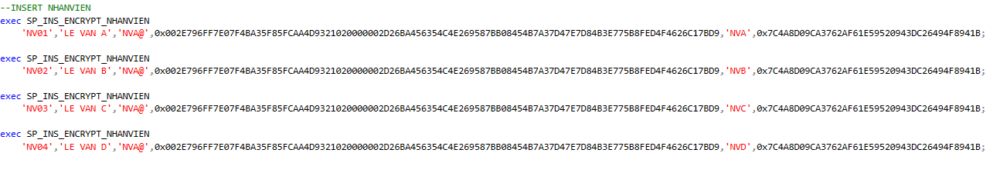 --INSERT NHANVIEN
exec SP_INS_ENCRYPT_NHANVIEN
'NV01','LE VAN A','NVA@',0x002E796FF7E07F4BA35F85FCAA4D9321020000002D26BA456354C4E269587BB08454B7A37D47E7D84B3E775B8FED4F4626C17BD9,'NVA',0x7C4A8D09CA3762AF61E59520943DC26494F8941B;
exec SP_INS_ENCRYPT_NHANVIEN
'NV02','LE VAN B','NVA@',0x002E796FF7E07F4BA35F85FCAA4D9321020000002D26BA456354C4E269587BB08454B7A37D47E7D84B3E775B8FED4F4626C17BD9,'NVB',0x7C4A8D09CA3762AF61E59520943DC26494F8941B;
exec SP_INS_ENCRYPT_NHANVIEN
'NV03','LE VAN C','NVA@',0x002E796FF7E07F4BA35F85FCAA4D9321020000002D26BA456354C4E269587BB08454B7A37D47E7D84B3E775B8FED4F4626C17BD9,'NVC',0x7C4A8D09CA3762AF61E59520943DC26494F8941B;
exec SP_INS_ENCRYPT_NHANVIEN
'NV04','LE VAN D','NVA@',0x002E796FF7E07F4BA35F85FCAA4D9321020000002D26BA456354C4E269587BB08454B7A37D47E7D84B3E775B8FED4F4626C17BD9,'NVD',0x7C4A8D09CA3762AF61E59520943DC26494F8941B;